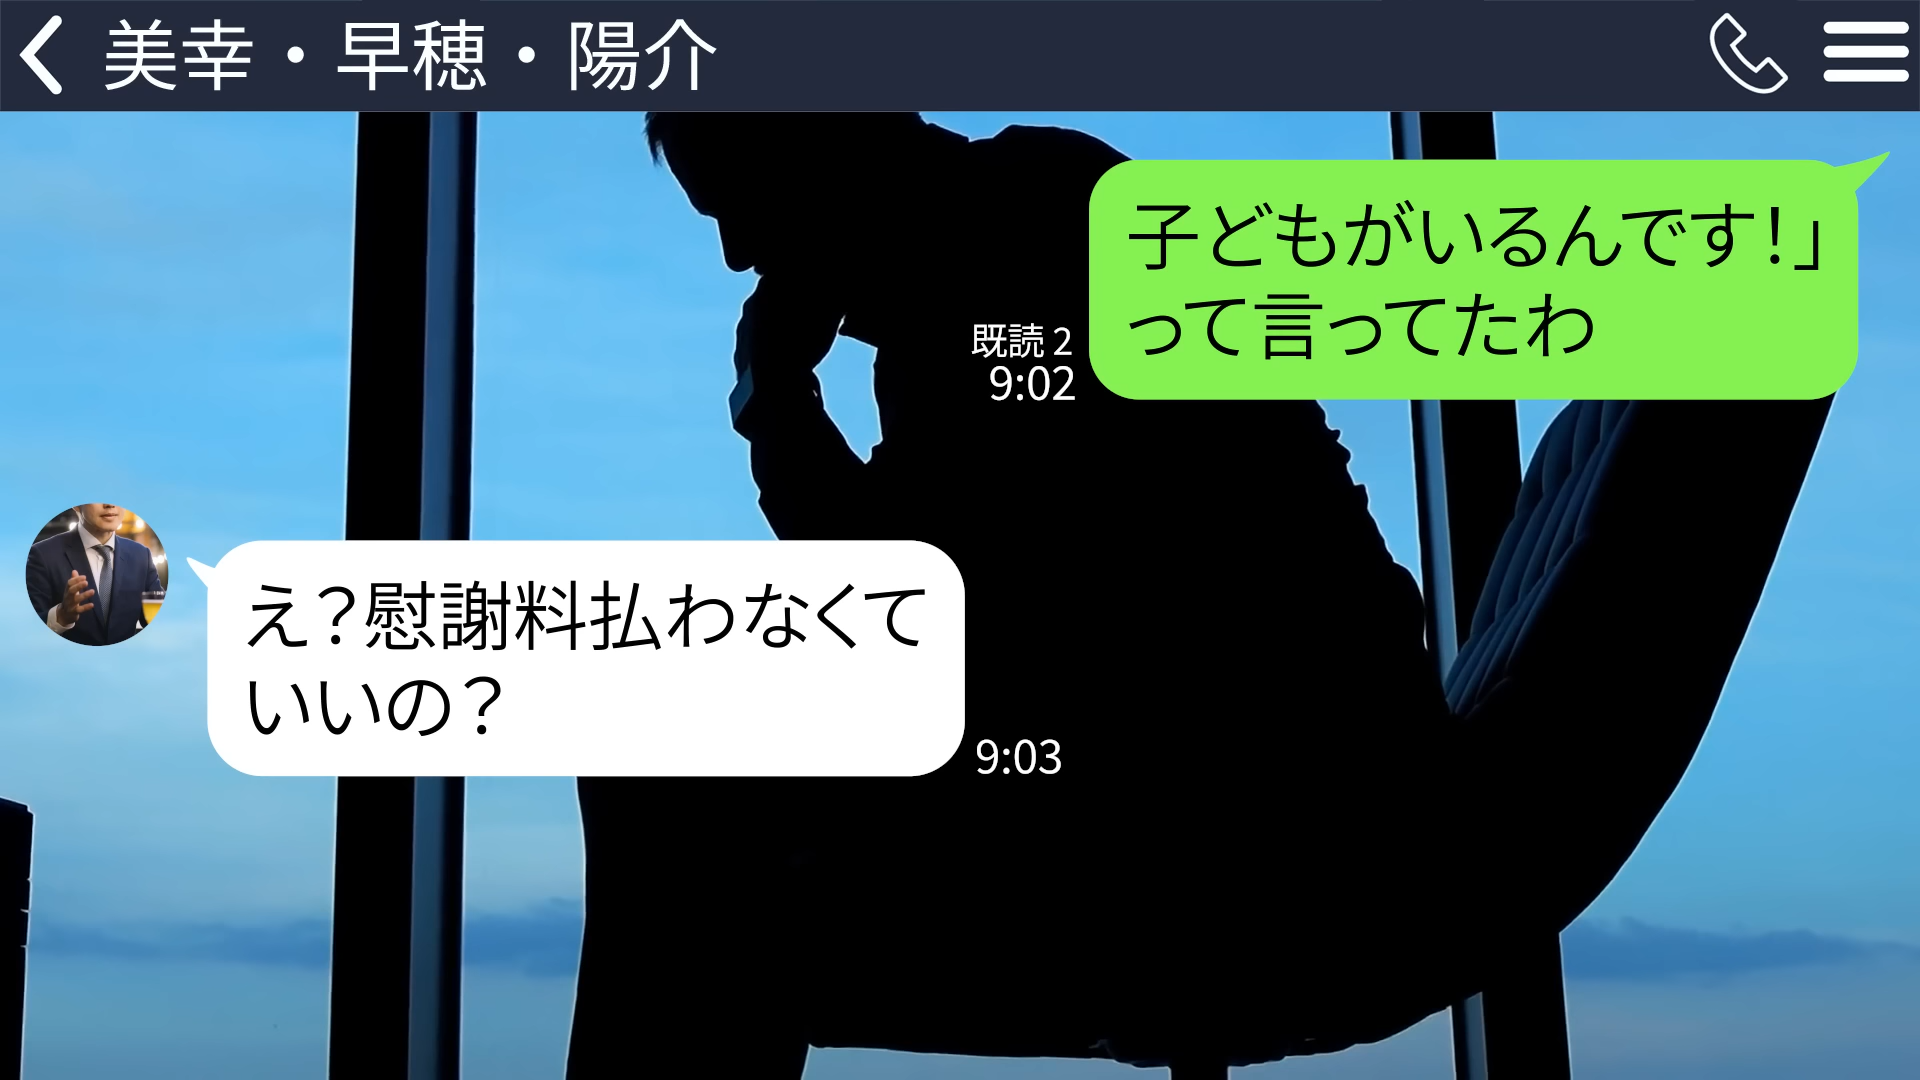 美幸・早穂・陽介
子どもがいるんです！」
って言ってたわ
既読 2
9:02
え？慰謝料払わなくて
いいの？
9:03